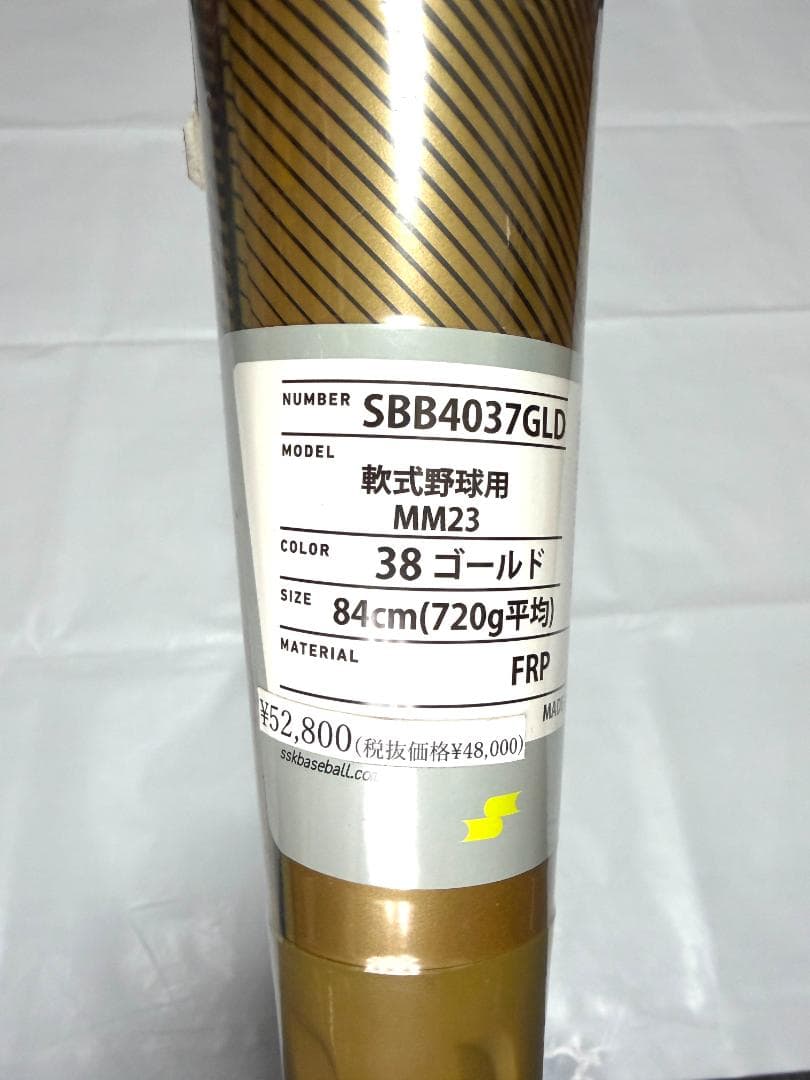 NUMBER SBB4037GLD
MODEL
軟式野球用
MM23
COLOR 38 ゴールド
SIZE 84cm(720g平均)
MATERIAL FRP
¥52,800(税抜価格¥48,000)
sskbaseball.com